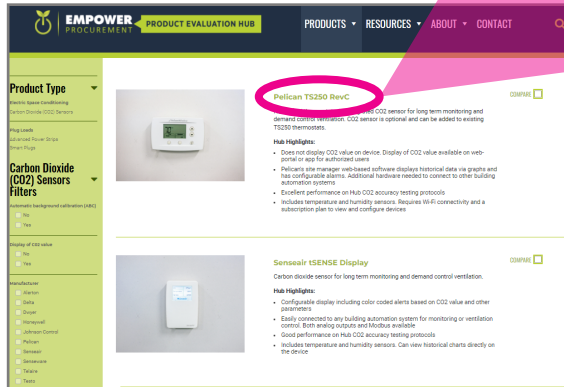 EMPOWER
PROCUREMENT
PRODUCT EVALUATION HUB
PRODUCTS
RESOURCES
ABOUT
CONTACT
Product Type
Electric Space Conditioning
Carbon Dioxide (CO2) Sensors
Plug Loads
Advanced Power Strips
Smart Plugs
Carbon Dioxide
(CO2) Sensors
Filters
Automatic background calibration (ABC)
No
Yes
Display of CO2 value
No
Yes
Manufacturer
Alerton
Delta
Dwyer
Honeywell
Johnson Control
Pelican
Senseair
Senseware
Telaire
Testo
Pelican TS250 RevC
COMPARE
CO2 sensor for long term monitoring and
demand control ventilation. CO2 sensor is optional and can be added to existing
TS250 thermostats.
Hub Highlights:
• Does not display CO2 value on device. Display of CO2 value available on web-
portal or app for authorized users
• Pelican's site manager web-based software displays historical data via graphs and
has configurable alarms. Additional hardware needed to connect to other building
automation systems
• Excellent performance on Hub CO2 accuracy testing protocols
• Includes temperature and humidity sensors. Requires Wi-Fi connectivity and a
subscription plan to view and configure devices
Senseair tSENSE Display
COMPARE
Carbon dioxide sensor for long term monitoring and demand control ventilation.
Hub Highlights:
• Configurable display including color coded alerts based on CO2 value and other
parameters
• Easily connected to any building automation system for monitoring or ventilation
control. Both analog outputs and Modbus available
• Good performance on Hub CO2 accuracy testing protocols
• Includes temperature and humidity sensors. Can view historical charts directly on
the device